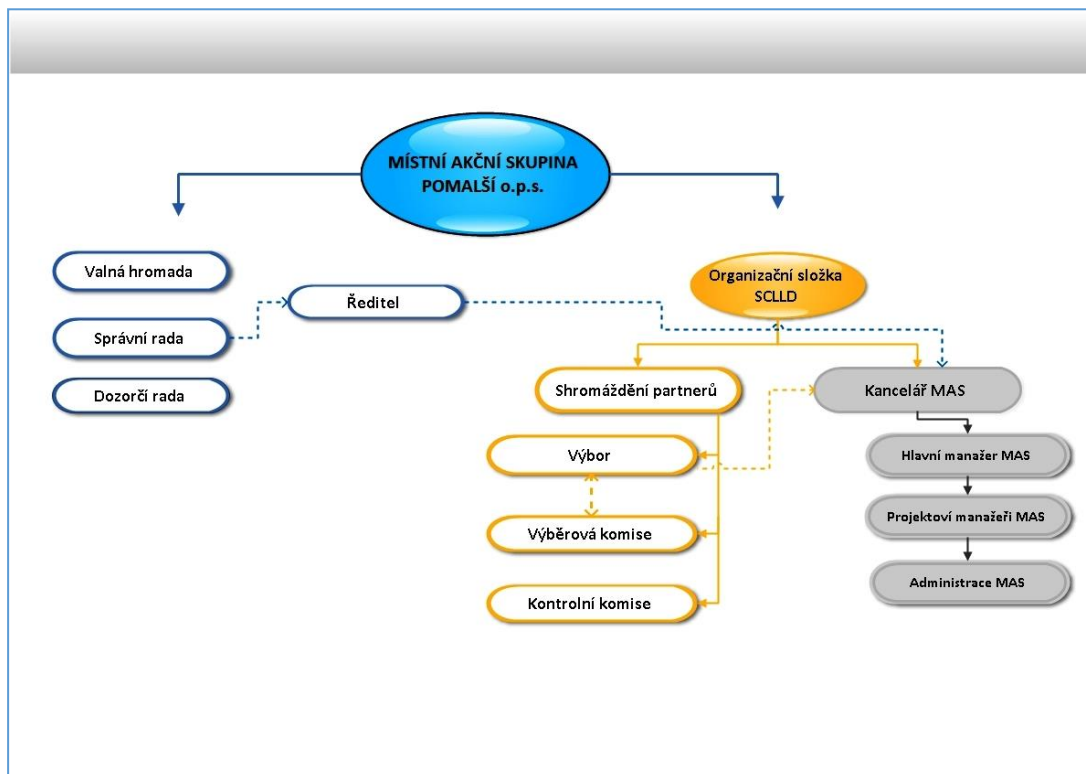 MÍSTNÍ AKČNÍ SKUPINA
POMALŠÍ o.p.s.
Valná hromada
Správní rada
Dozorčí rada
Ředitel
Organizační složka
SCLLD
Shromáždění partnerů
Výbor
Výběrová komise
Kontrolní komise
Kancelář MAS
Hlavní manažer MAS
Projektoví manažeři MAS
Administrace MAS